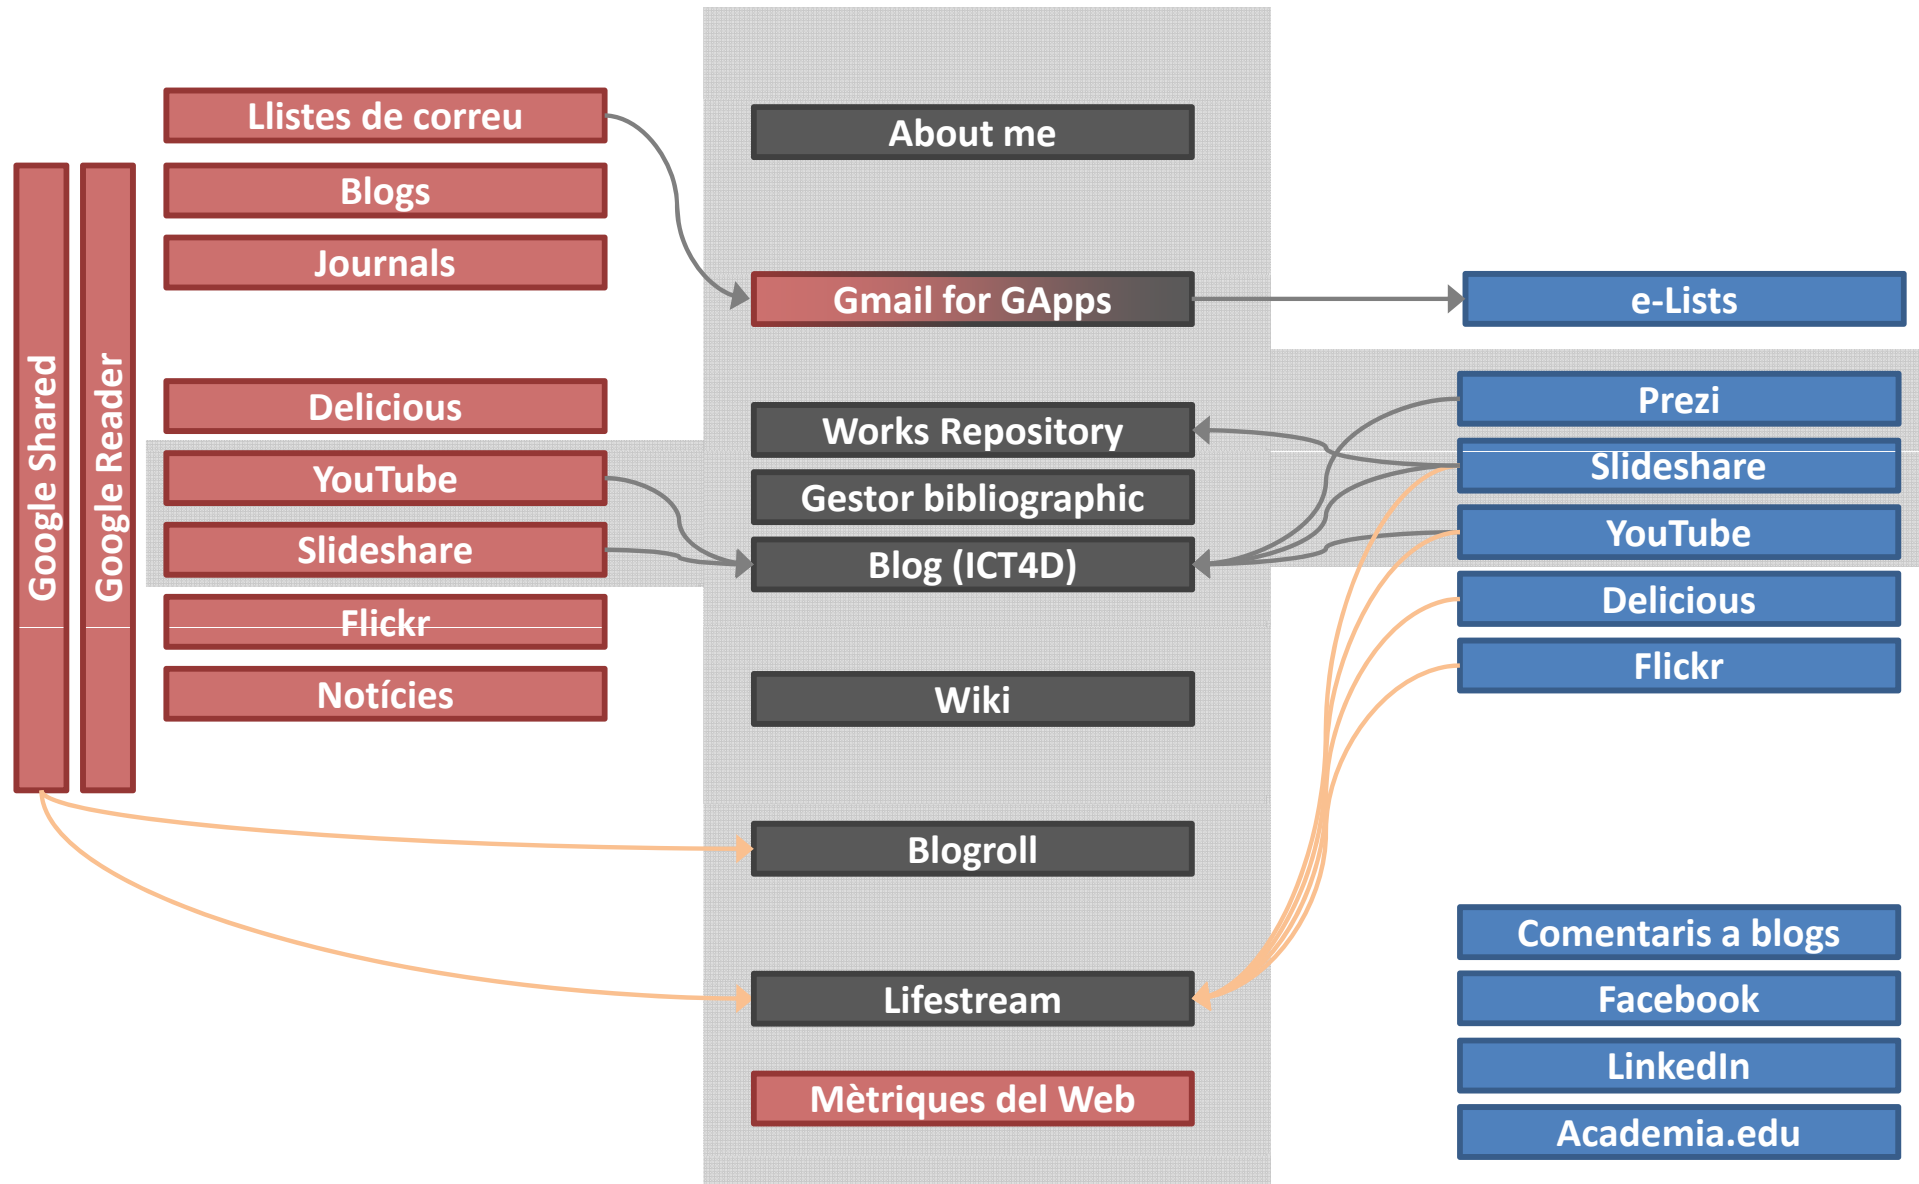 Google Shared
Google Reader
Llistes de correu
Blogs
Journals
Delicious
YouTube
Slideshare
Flickr
Notícies
About me
Gmail for GApps
Works Repository
Gestor bibliographic
Blog (ICT4D)
Wiki
Blogroll
Lifestream
Mètriques del Web
e-Lists
Prezi
Slideshare
YouTube
Delicious
Flickr
Comentaris a blogs
Facebook
LinkedIn
Academia.edu